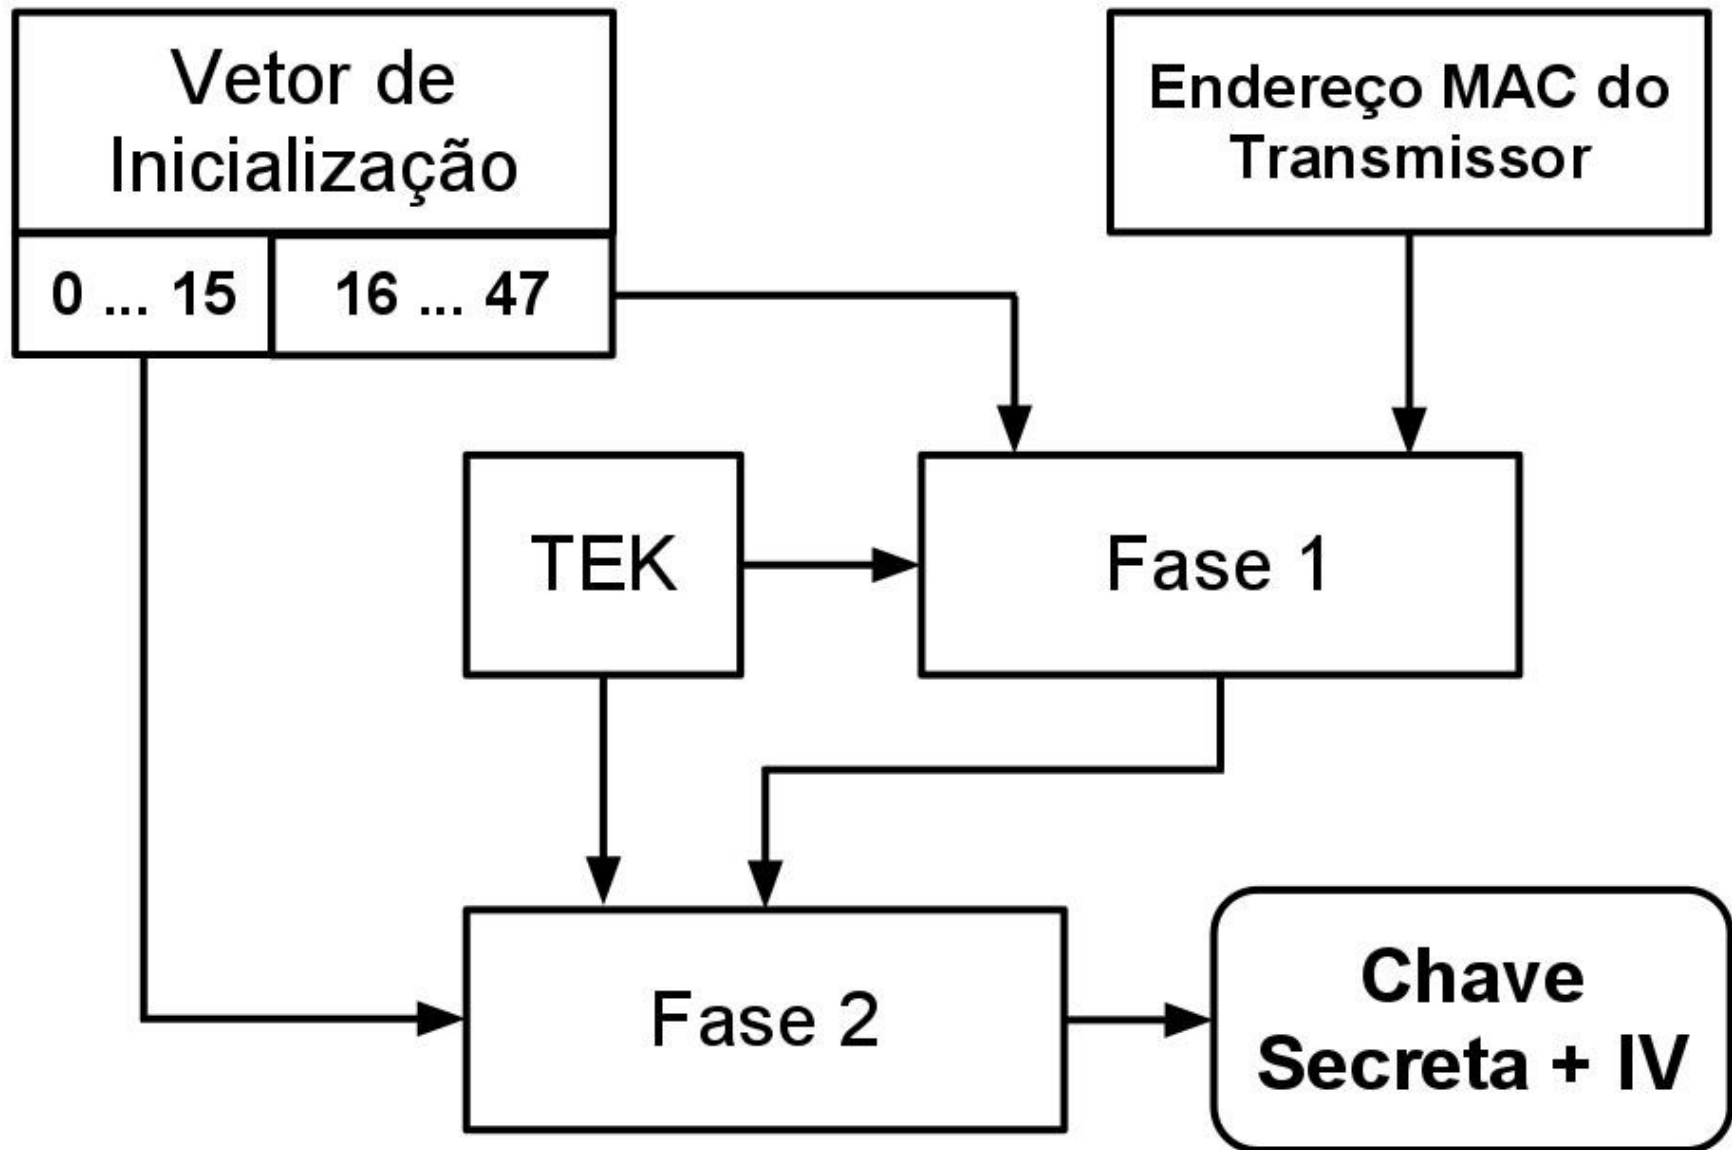 Vetor de
Inicialização
0 ... 15
16 ... 47
Endereço MAC do
Transmissor
TEK
Fase 1
Fase 2
Chave
Secreta + IV